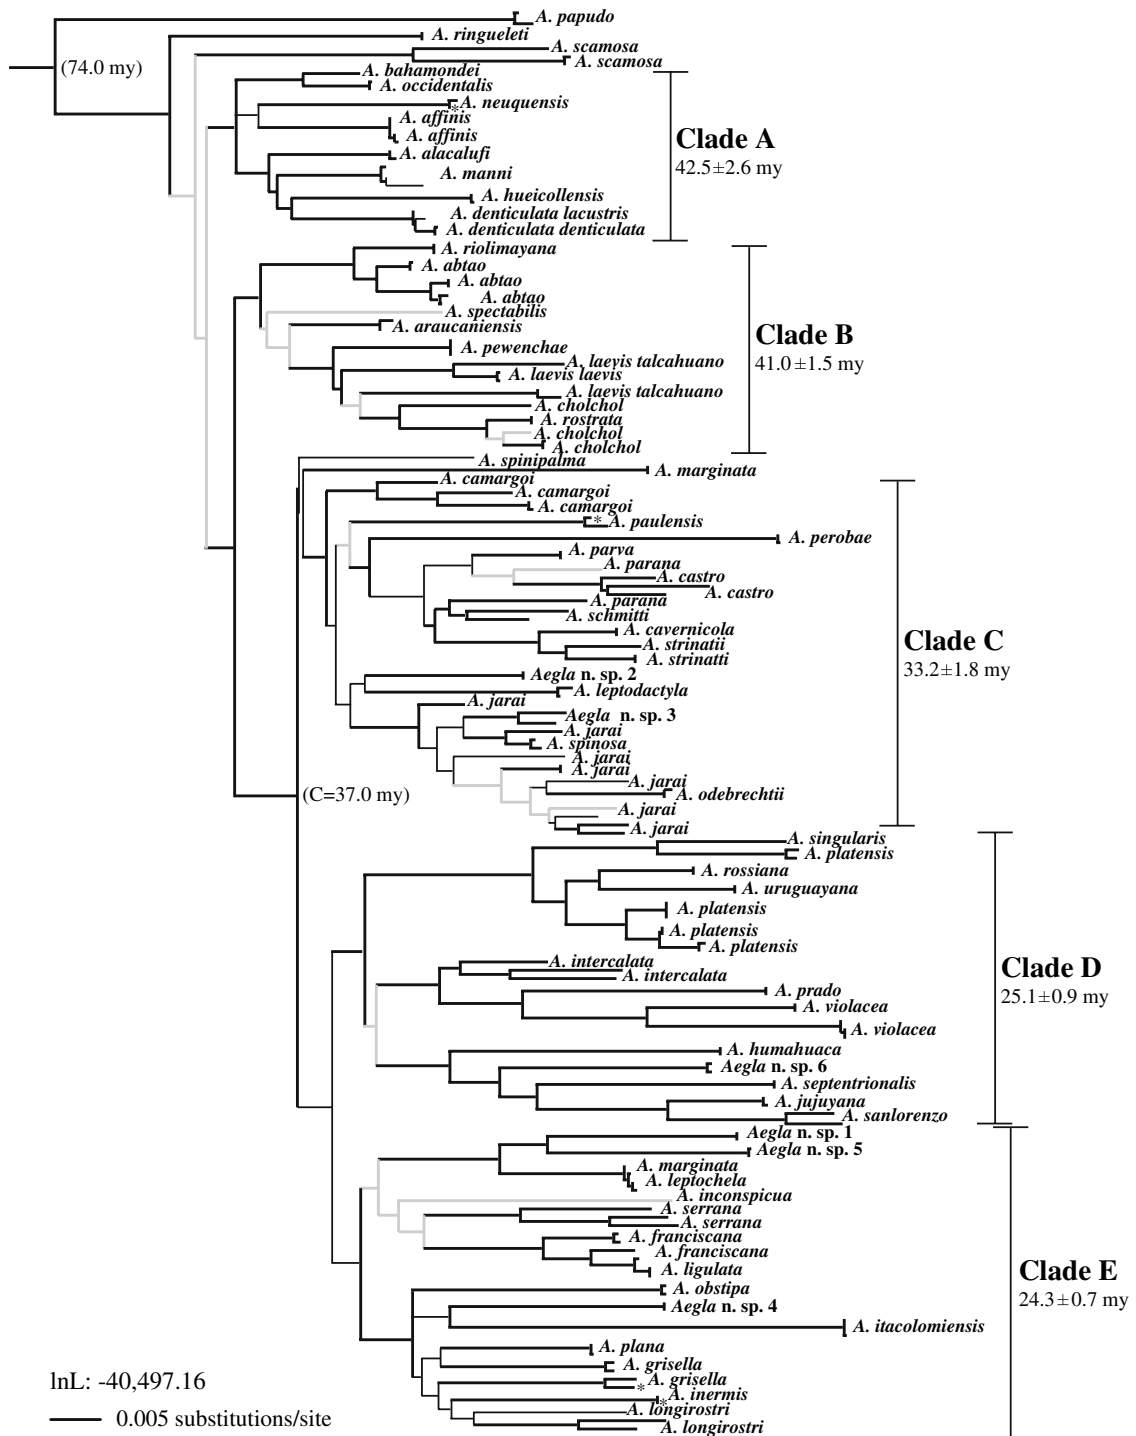 A. papudo
A. ringueleti
A. scamosa
A. scamosa
(74.0 my)
A. bahamondei
A. occidentalis
A. neuquensis
*
A. affinis
A. affinis
Clade A
42.5±2.6 my
A. alacalufi
A. manni
A. hueicollensis
A. denticulata lacustris
A. denticulata denticulata
A. riolimayana
A. abtao
A. abtao
A. abtao
A. spectabilis
A. araucaniensis
Clade B
41.0±1.5 my
A. pewenchae
A. laevis talcahuano
A. laevis laevis
A. laevis talcahuano
A. cholchol
A. rostrata
A. cholchol
A. cholchol
A. spinipalma
A. marginata
A. camargoi
A. camargoi
A. camargoi
* A. paulensis
A. perobae
A. parva
A. parana
A. castro
A. castro
A. parana
A. schmitti
A. cavernicola
A. strinatii
A. strinatti
Clade C
33.2±1.8 my
Aegla n. sp. 2
A. leptodactyla
A. jarai
Aegla n. sp. 3
A. jarai
A. spinosa
A. jarai
A. jarai
A. jarai
A. odebrechtii
(C=37.0 my)
A. jarai
A. jarai
A. singularis
A. platensis
A. rossiana
A. uruguayana
A. platensis
A. platensis
A. platensis
A. intercalata
A. intercalata
Clade D
25.1±0.9 my
A. prado
A. violacea
A. violacea
A. humahuaca
Aegla n. sp. 6
A. septentrionalis
A. jujuyana
A. sanlorenzo
Aegla n. sp. 1
Aegla n. sp. 5
A. marginata
A. leptochela
A. inconspicua
A. serrana
A. serrana
A. franciscana
A. franciscana
A. ligulata
Clade E
24.3±0.7 my
A. obstipa
Aegla n. sp. 4
A. itacolomiensis
A. plana
A. grisella
A. grisella
*
A. inermis
*
A. longirostri
A. longirostri
lnL: -40,497.16
0.005 substitutions/site